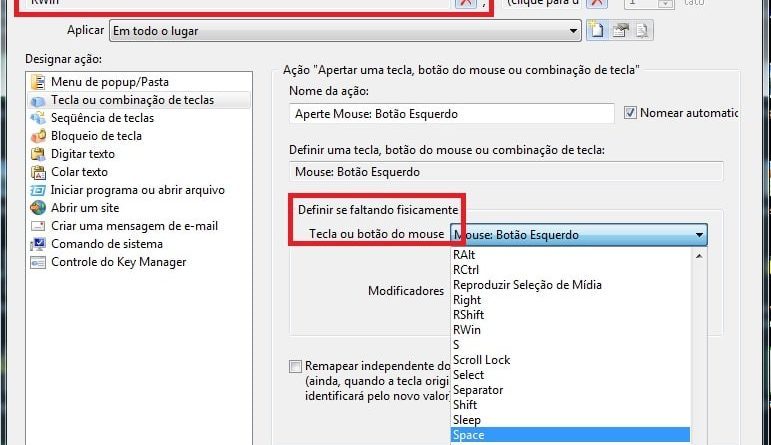 RWin
(clique para d
1
Aplicar Em todo o lugar
Designar ação:
Menu de popup/Pasta
Tecla ou combinação de teclas
Seqüência de teclas
Bloqueio de tecla
Digitar texto
Colar texto
Iniciar programa ou abrir arquivo
Abrir um site
Criar uma mensagem de e-mail
Comando de sistema
Controle do Key Manager
Ação "Apertar uma tecla, botão do mouse ou combinação de tecla"
Nome da ação:
Aperte Mouse: Botão Esquerdo
Nomear automatic
Definir uma tecla, botão do mouse ou combinação de tecla:
Mouse: Botão Esquerdo
Definir se faltando fisicamente
Tecla ou botão do mouse Mouse: Botão Esquerdo
RAlt
RCtrl
Reproduzir Seleção de Mídia
Right
RShift
RWin
S
Scroll Lock
Select
Separator
Shift
Sleep
Space
Modificadores
Remapear independente do
(ainda, quando a tecla origi
identificará pelo novo valor